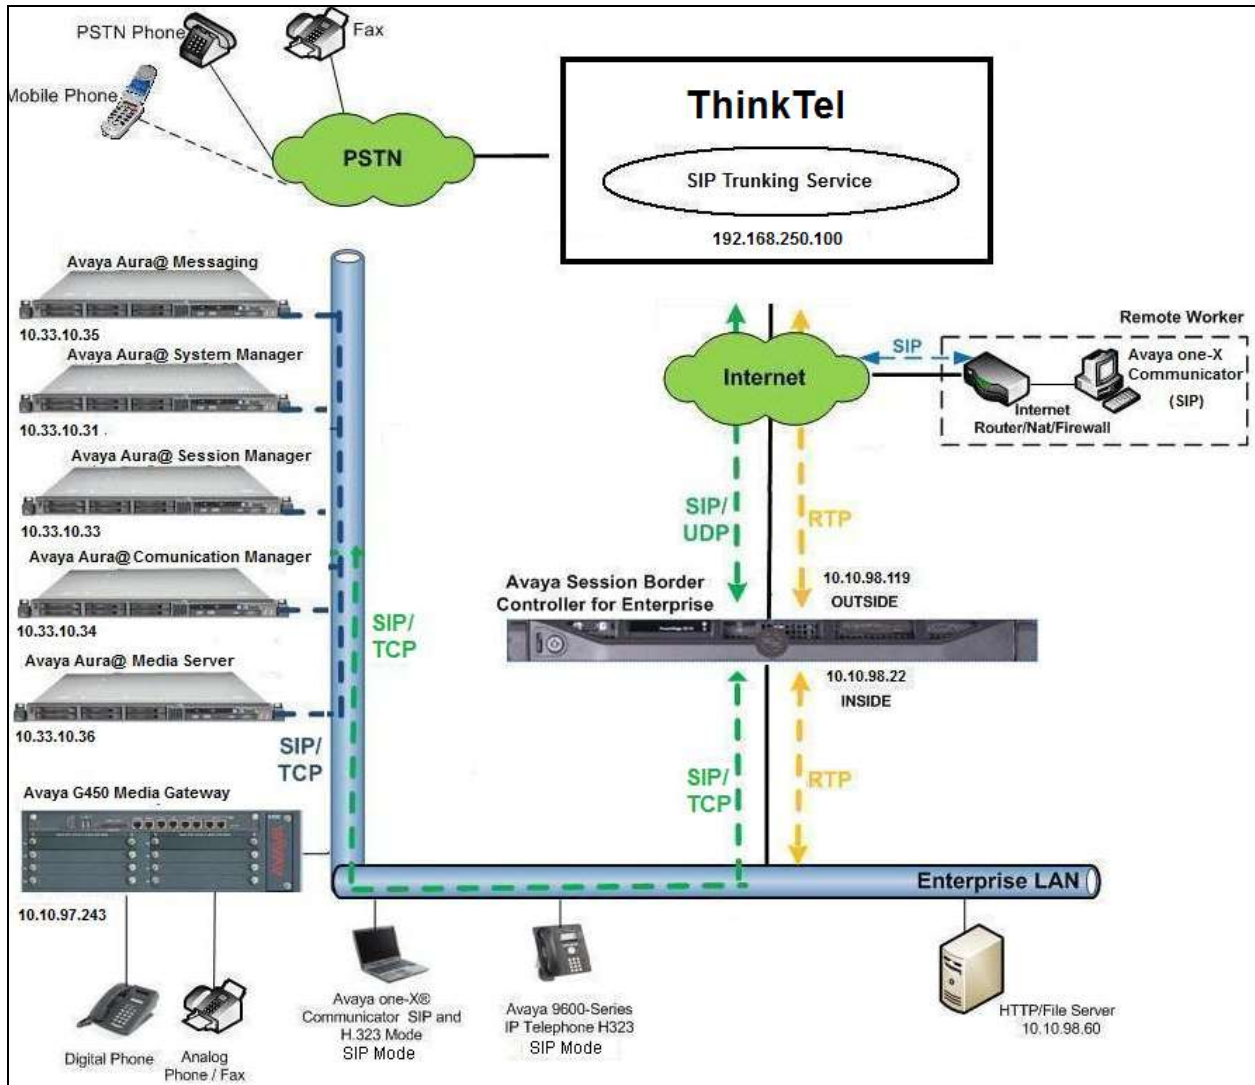 PSTN Phone
Fax
Mobile Phone
PSTN
ThinkTel
SIP Trunking Service
192.168.250.100
Avaya Aura@ Messaging
10.33.10.35
Avaya Aura@ System Manager
10.33.10.31 .
Avaya Aura@ Session Manager
10.33.10.33
Avaya Aura@ Comunication Manager
10.33.10.34
Avaya Aura@ Media Server
10.33.10.36
SIP/
TCP
SIP/
TCP
Internet
SIP
Remote Worker
Avaya one-X
Communicator
(SIP)
Internet
Router/Nat/Firewall
SIP/
UDP
RTP
Avaya Session Border
Controller for Enterprise
10.10.98.119
OUTSIDE
10.10.98.22
INSIDE
SIP/
TCP
RTP
Avaya G450 Media Gateway
AVAYA
10.10.97.243
Enterprise LAN
Digital Phone
Analog
Phone / Fax
Avaya one-X®
Communicator SIP and
H.323 Mode
SIP Mode
Avaya 9600-Series
IP Telephone H323
SIP Mode
HTTP/File Server
10.10.98.60